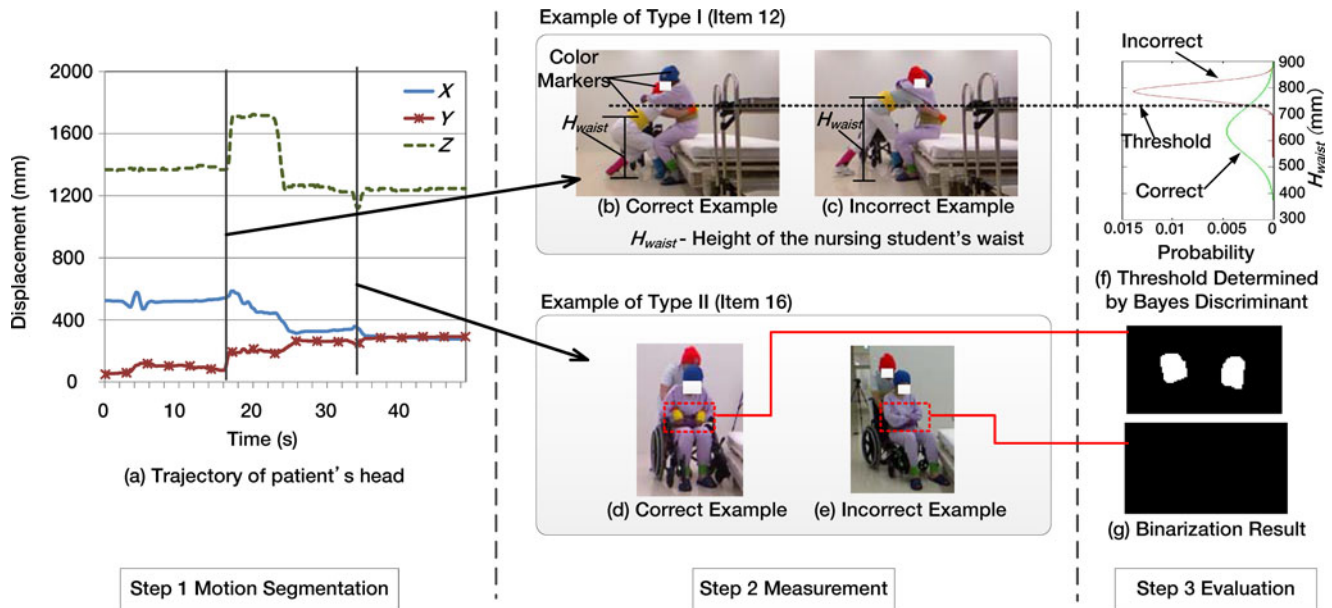 2000
1600
1200
800
400
0
Displacement (mm)
X
Y
Z
0
10
20
30
40
Time (s)
(a) Trajectory of patient's head
Step 1 Motion Segmentation
Example of Type I (Item 12)
Color
Markers
Hwaist
Hwaist
(b) Correct Example
(c) Incorrect Example
Hwaist- Height of the nursing student's waist
Example of Type II (Item 16)
(d) Correct Example
(e) Incorrect Example
Step 2 Measurement
Incorrect
Threshold
Correct
900
800
700
600
500
400
300
Hwaist (mm)
0.015
0.01
0.005
0
Probability
(f) Threshold Determined
by Bayes Discriminant
(g) Binarization Result
Step 3 Evaluation